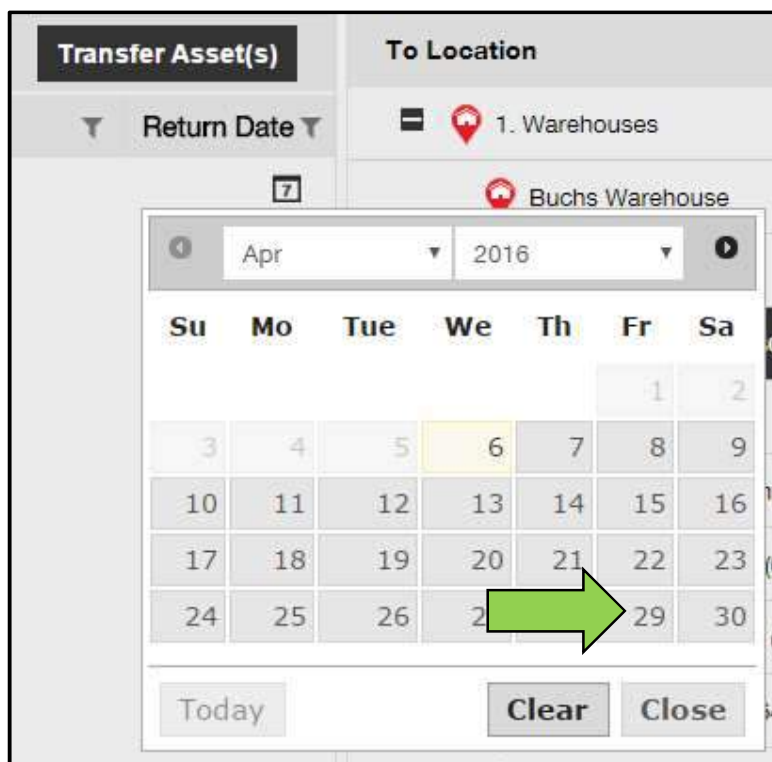 Transfer Asset(s) To Location
Return Date 1. Warehouses
7 Buchs Warehouse
Apr 2016
Su Mo Tue We Th Fr Sa
1 2
3 4 5 6 7 8 9
10 11 12 13 14 15 16
17 18 19 20 21 22 23
24 25 26 29 30
Today Clear Close